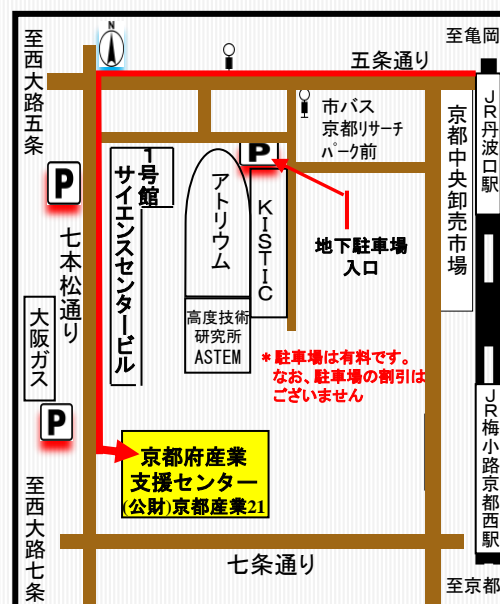 N
至亀岡
五条通り
至西大路五条
市バス
京都リサーチ
パーク前
JR丹波口駅
京都中央卸売市場
P
P
1号館
サイエンスセンタービル
アトリウム
KISTIC
地下駐車場
入口
七本松通り
大阪ガス
高度技術
研究所
ASTEM
*駐車場は有料です。
なお、駐車場の割引は
ございません
P
JR梅小路京都西駅
京都府産業
支援センター
(公財)京都産業21
至西大路七条
七条通り
至京都